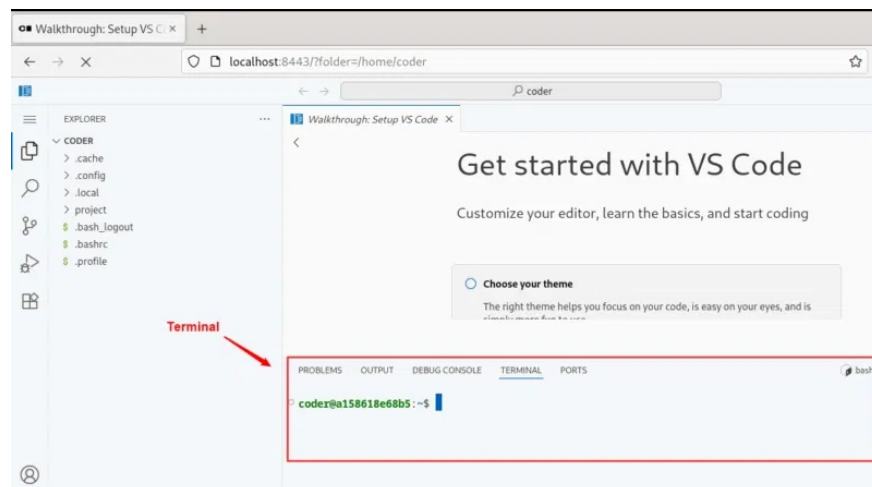 Walkthrough: Setup VS C
localhost:8443/?folder=/home/coder
coder
EXPLORER
CODER
.cache
.config
.local
project
$ .bash_logout
$ .bashrc
$ .profile
Walkthrough: Setup VS Code
Get started with VS Code
Customize your editor, learn the basics, and start coding
Choose your theme
The right theme helps you focus on your code, is easy on your eyes, and is
Terminal
PROBLEMS OUTPUT DEBUG CONSOLE TERMINAL PORTS
bash
coder@a158618e68b5:~$